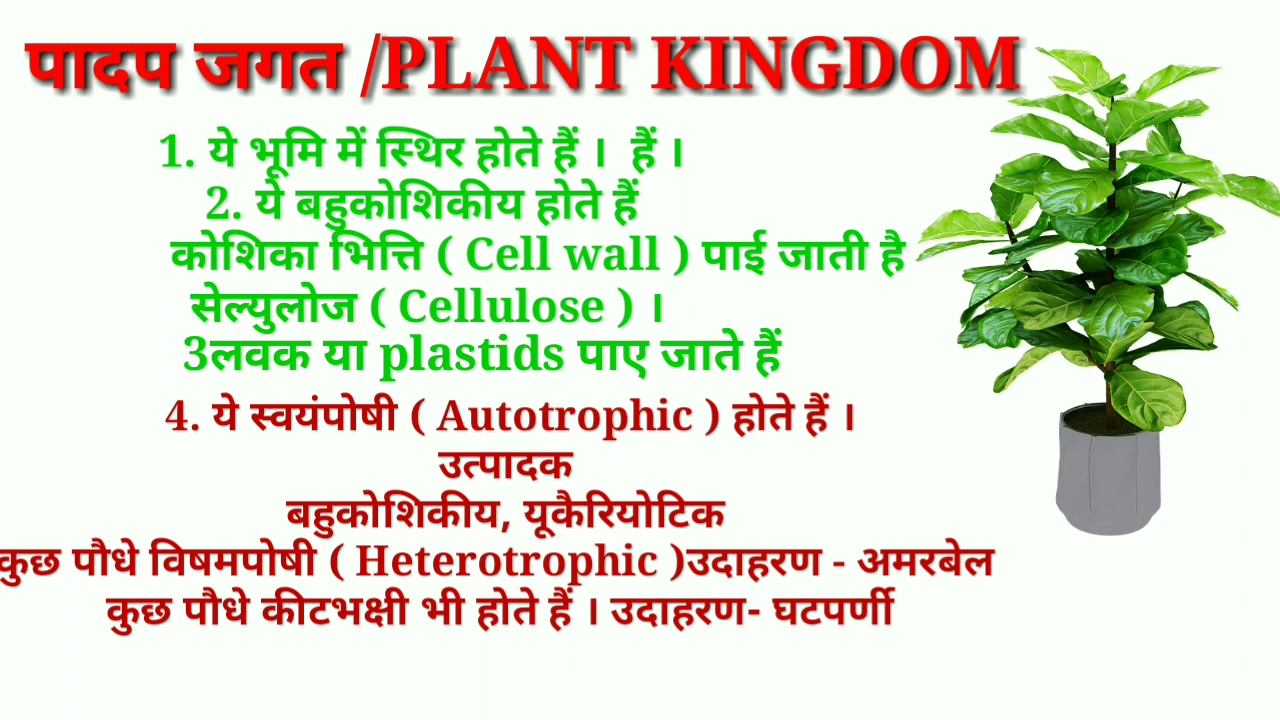 पादप जगत /PLANT KINGDOM
1. ये भूमि में स्थिर होते हैं । हैं ।
2. ये बहुकोशिकीय होते हैं
कोशिका भित्ति ( Cell wall ) पाई जाती है
सेल्युलोज ( Cellulose ) ।
3लवक या plastids पाए जाते हैं
4. ये स्वयंपोषी ( Autotrophic ) होते हैं ।
उत्पादक
बहुकोशिकीय, यूकैरियोटिक
कुछ पौधे विषमपोषी ( Heterotrophic )उदाहरण - अमरबेल
कुछ पौधे कीटभक्षी भी होते हैं । उदाहरण- घटपर्णी